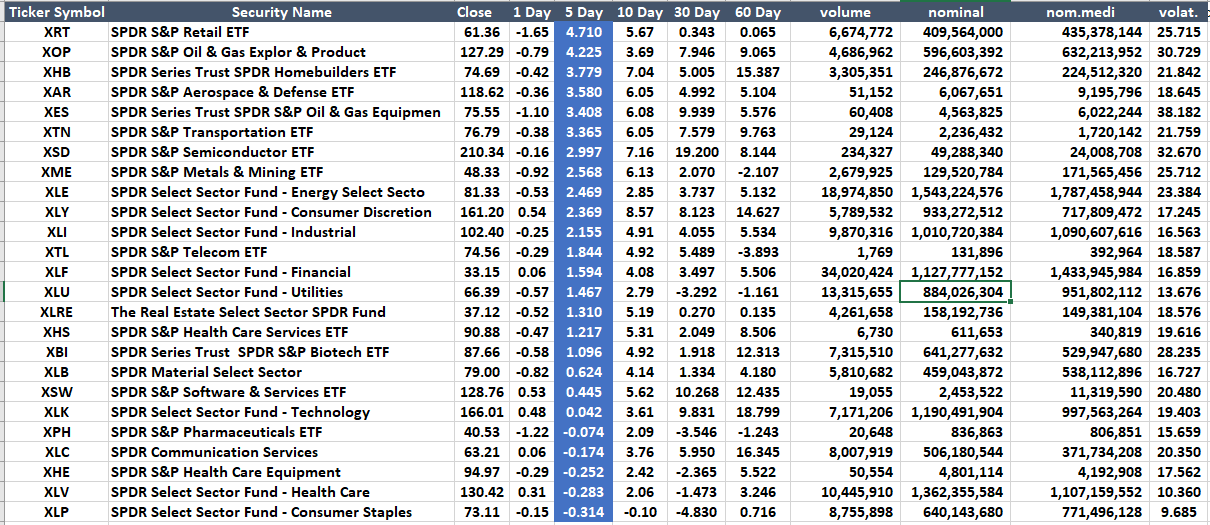 Ticker Symbol Security Name Close 1 Day 5 Day 10 Day 30 Day 60 Day volume nominal nom.medi volat.
XRT SPDR S&P Retail ETF 61.36 -1.65 4.710 5.67 0.343 0.065 6,674,772 409,564,000 435,378,144 25.715
XOP SPDR S&P Oil & Gas Explor & Product 127.29 -0.79 4.225 3.69 7.946 9.065 4,686,962 596,603,392 632,213,952 30.729
XHB SPDR Series Trust SPDR Homebuilders ETF 74.69 -0.42 3.779 7.04 5.005 15.387 3,305,351 246,876,672 224,512,320 21.842
XAR SPDR S&P Aerospace & Defense ETF 118.62 -0.36 3.580 6.05 4.992 5.104 51,152 6,067,651 9,195,796 18.645
XES SPDR Series Trust SPDR S&P Oil & Gas Equipmen 75.55 -1.10 3.408 6.08 9.939 5.576 60,408 4,563,825 6,022,244 38.182
XTN SPDR S&P Transportation ETF 76.79 -0.38 3.365 6.05 7.579 9.763 29,124 2,236,432 1,720,142 21.759
XSD SPDR S&P Semiconductor ETF 210.34 -0.16 2.997 7.16 19.200 8.144 234,327 49,288,340 24,008,708 32.670
XME SPDR S&P Metals & Mining ETF 48.33 -0.92 2.568 6.13 2.070 -2.107 2,679,925 129,520,784 171,565,456 25.712
XLE SPDR Select Sector Fund - Energy Select Secto 81.33 -0.53 2.469 2.85 3.737 5.132 18,974,850 1,543,224,576 1,787,458,944 23.384
XLY SPDR Select Sector Fund - Consumer Discretion 161.20 0.54 2.369 8.57 8.123 14.627 5,789,532 933,272,512 717,809,472 17.245
XLI SPDR Select Sector Fund - Industrial 102.40 -0.25 2.155 4.91 4.055 5.534 9,870,316 1,010,720,384 1,090,607,616 16.563
XTL SPDR S&P Telecom ETF 74.56 -0.29 1.844 4.92 5.489 -3.893 1,769 131,896 392,964 18.587
XLF SPDR Select Sector Fund - Financial 33.15 0.06 1.594 4.08 3.497 5.506 34,020,424 1,127,777,152 1,433,945,984 16.859
XLU SPDR Select Sector Fund - Utilities 66.39 -0.57 1.467 2.79 -3.292 -1.161 13,315,655 884,026,304 951,802,112 13.676
XLRE The Real Estate Select Sector SPDR Fund 37.12 -0.52 1.310 5.19 0.270 0.135 4,261,658 158,192,736 149,381,104 18.576
XHS SPDR S&P Health Care Services ETF 90.88 -0.47 1.217 5.31 2.049 8.506 6,730 611,653 340,819 19.616
XBI SPDR Series Trust SPDR S&P Biotech ETF 87.66 -0.58 1.096 4.92 1.918 12.313 7,315,510 641,277,632 529,947,680 28.235
XLB SPDR Material Select Sector 79.00 -0.82 0.624 4.14 1.334 4.180 5,810,682 459,043,872 538,112,896 16.727
XSW SPDR S&P Software & Services ETF 128.76 0.53 0.445 5.62 10.268 12.435 19,055 2,453,522 11,319,590 20.480
XLK SPDR Select Sector Fund - Technology 166.01 0.48 0.042 3.61 9.831 18.799 7,171,206 1,190,491,904 997,563,264 19.403
XPH SPDR S&P Pharmaceuticals ETF 40.53 -1.22 -0.074 2.09 -3.546 -1.243 20,648 836,863 806,851 15.659
XLC SPDR Communication Services 63.21 0.06 -0.174 3.76 5.950 16.345 8,007,919 506,180,544 371,734,208 20.350
XHE SPDR S&P Health Care Equipment 94.97 -0.29 -0.252 2.42 -2.365 5.522 50,554 4,801,114 4,192,908 17.562
XLV SPDR Select Sector Fund - Health Care 130.42 0.31 -0.283 2.06 -1.473 3.246 10,445,910 1,362,355,584 1,107,159,552 10.360
XLP SPDR Select Sector Fund - Consumer Staples 73.11 -0.15 -0.314 -0.10 -4.830 0.716 8,755,898 640,143,680 771,496,128 9.685